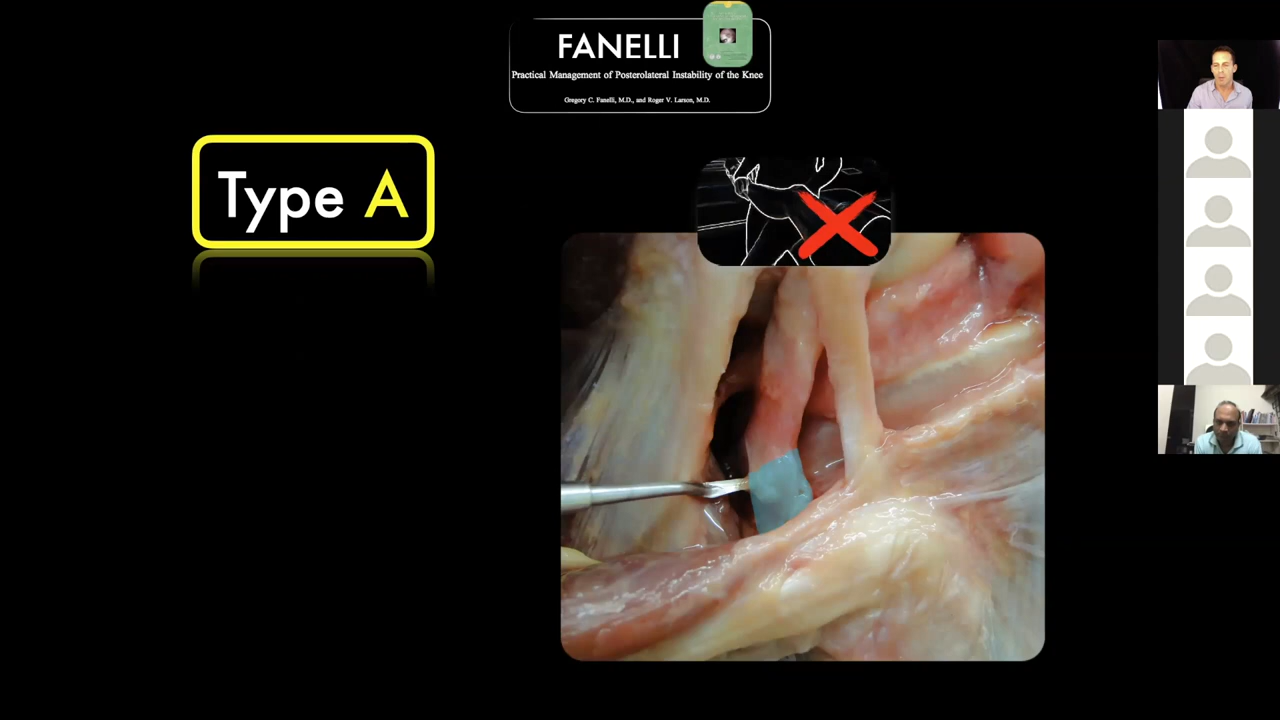 FANELLI
Practical Management of Posterolateral Instability of the Knee
Gregory C. Fanelli, M.D., and Roger V. Larson, M.D.
Type A